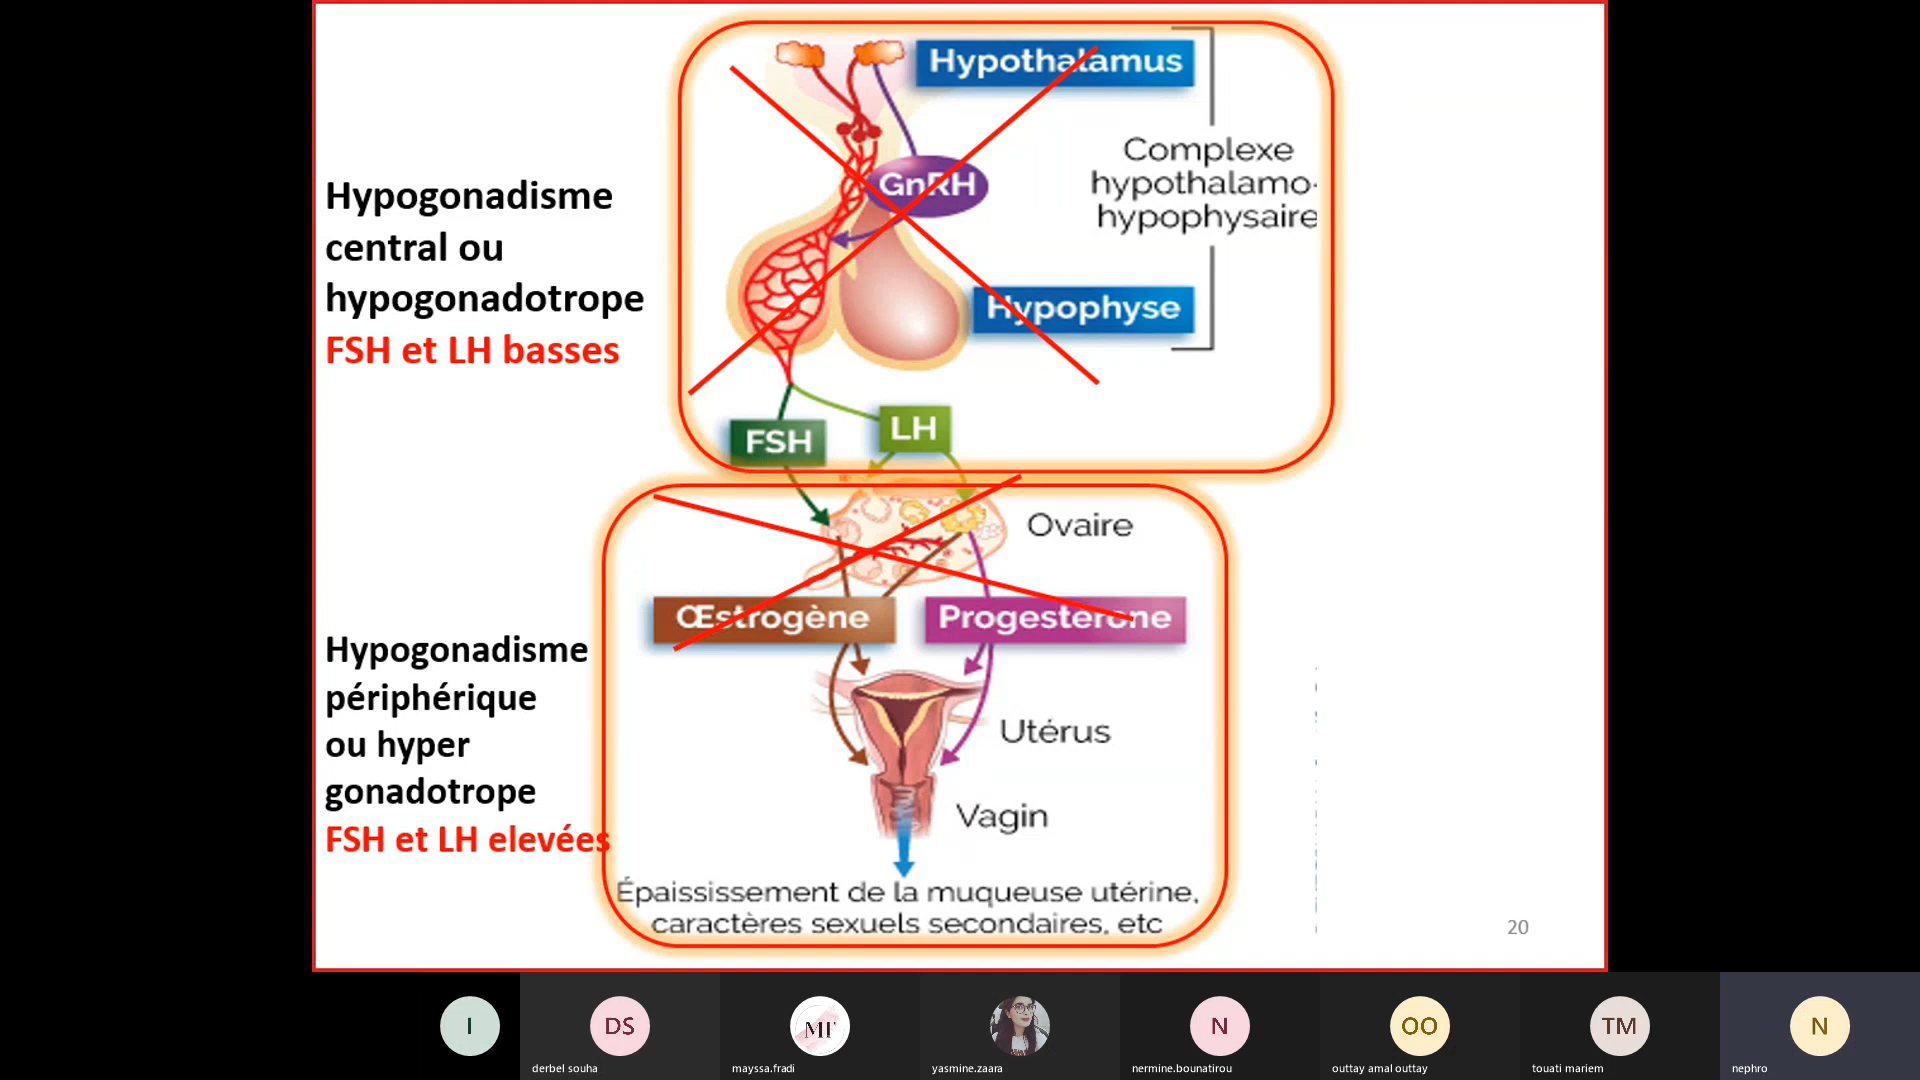 Hypothalamus
Complexe
hypothalamo-
hypophysaire
GnRH
Hypophyse
Hypogonadisme
central ou
hypogonadotrope
FSH et LH basses
FSH
LH
Ovaire
Œstrogène
Progestérone
Hypogonadisme
périphérique
ou hyper
gonadotrope
FSH et LH elevées
Utérus
Vagin
Épaississement de la muqueuse utérine,
caractères sexuels secondaires, etc
20
I
DS
MF
N
OO
TM
N
derbel souha
mayssa.fradi
yasmine.zaara
nermine.bounatirou
outtay amal outtay
touati mariem
nephro